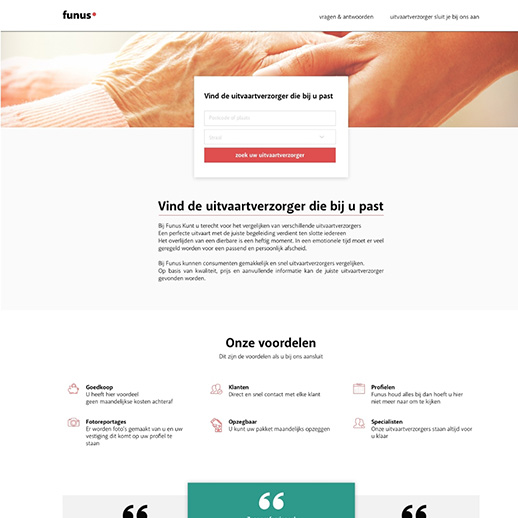 funus
vragen & antwoorden
uitvaartverzorger sluit je bij ons aan
Vind de uitvaartverzorger die bij u past
Postcode of plaats
Straal
zoek uw uitvaartverzorger
Vind de uitvaartverzorger die bij u past
Bij Funus Kunt u terecht voor het vergelijken van verschillende uitvaartverzorgers
Een perfecte uitvaart met de juiste begeleiding verdient ten slotte iedereen
Het overlijden van een dierbare is een heftig moment. In een emotionele tijd moet er veel
geregeld worden voor een passend en persoonlijk afscheid.
Bij Funus kunnen consumenten gemakkelijk en snel uitvaartverzorgers vergelijken.
Op basis van kwaliteit, prijs en aanvullende informatie kan de juiste uitvaartverzorger
gevonden worden.
Onze voordelen
Dit zijn de voordelen als u bij ons aansluit
Goedkoop
U heeft hier voordeel
geen maandelijkse kosten achteraf
Klanten
Direct en snel contact met elke klant
Profielen
Funus houd alles bij dan hoeft u hier
niet meer naar om te kijken
Fotoreportages
Er worden foto's gemaakt van u en uw
vestiging dit komt op uw profiel te
staan
Opzegbaar
U kunt uw pakket maandelijks opzeggen
Specialisten
Onze uitvaartverzorgers staan altijd voor
u klaar